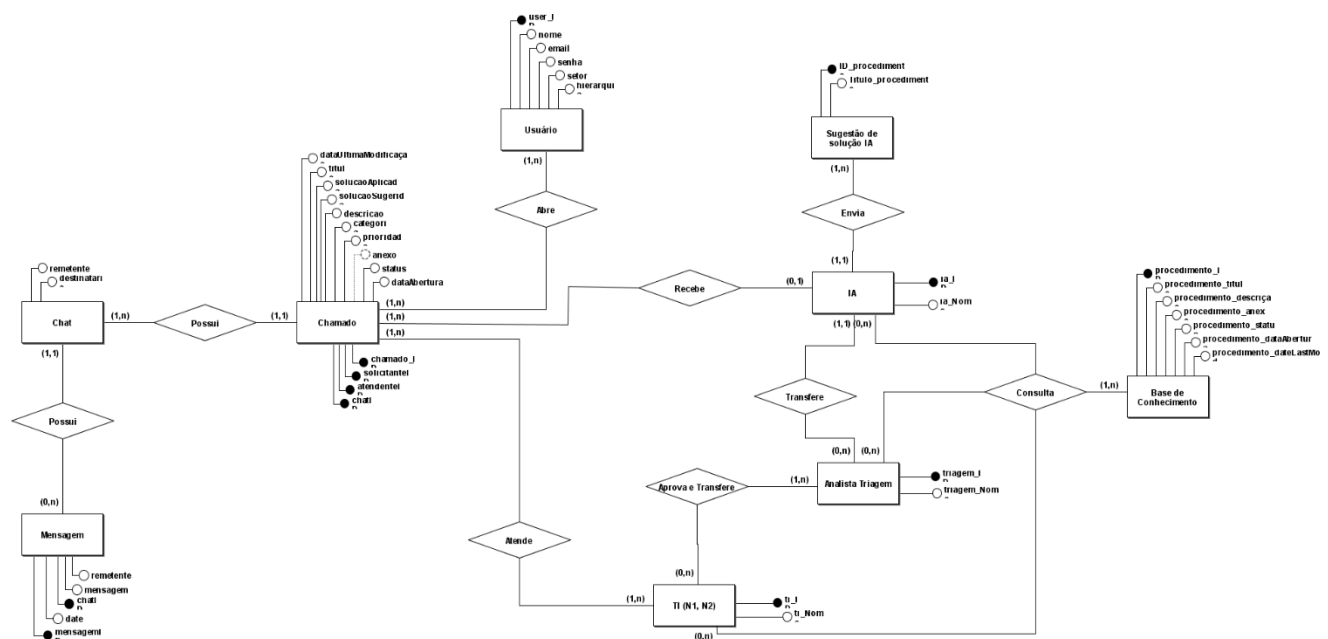 user_I
D
nome
email
senha
setor
hierarqui
Usuário
(1,n)
Abre
ID_procediment
Titulo_procediment
Sugestão de
solução IA
(1,n)
Envia
(1,1)
IA
ia_I
D
ia_Nom
(0,1)
Recebe
(1,1)
(0,n)
dataUltimaModificaça
titul
solucaoAplicad
solucaoSugerid
descricao
categori
prioridad
anexo
status
dataAbertura
Chamado
(1,n)
(1,n)
(1,n)
(1,1)
chamado_I
D
solicitanteI
D
atendenteI
D
chatI
D
remetente
destinatari
Chat
(1,n)
Possui
(1,1)
Possui
(0,n)
Mensagem
remetente
mensagem
chatI
D
date
mensagemI
D
Transfere
(0,n)
(0,n)
Consulta
(1,n)
procedimento_I
D
procedimento_titul
procedimento_descriça
procedimento_anex
procedimento_statu
procedimento_dataAbertur
procedimento_dateLastMo
d
Base de
Conhecimento
Analista Triagem
triagem_I
D
triagem_Nom
(1,n)
Aprova e Transfere
(0,n)
Atende
(1,n)
TI (N1, N2)
ti_I
D
ti_Nom
(0,n)